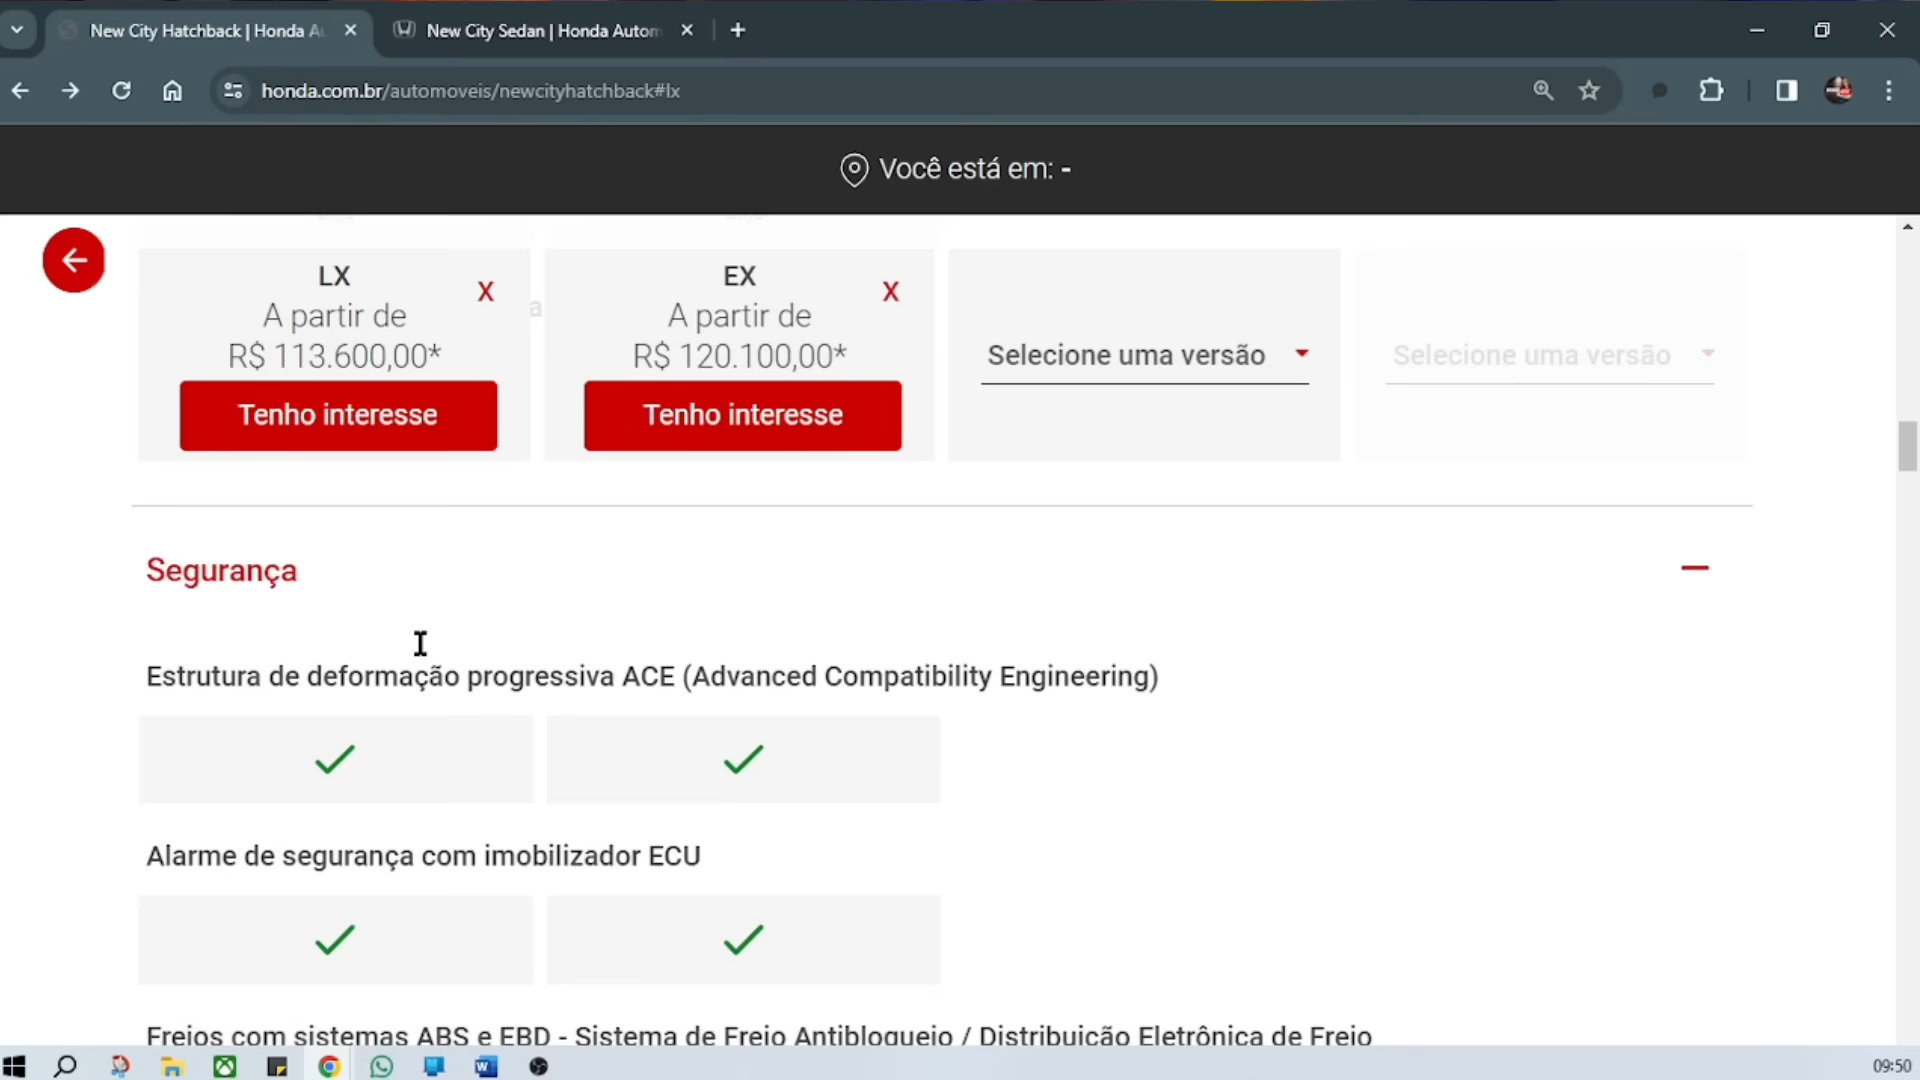 New City Hatchback | Honda Au
New City Sedan | Honda Autom
honda.com.br/automoveis/newcityhatchback#lx
Você está em: -
LX
X
A partir de
R$ 113.600,00*
Tenho interesse
EX
X
A partir de
R$ 120.100,00*
Tenho interesse
a
Selecione uma versão
Selecione uma versão
Segurança
Estrutura de deformação progressiva ACE (Advanced Compatibility Engineering)
Alarme de segurança com imobilizador ECU
Freios com sistemas ABS e EBD - Sistema de Freio Antibloqueio / Distribuição Eletrônica de Freio
09:50